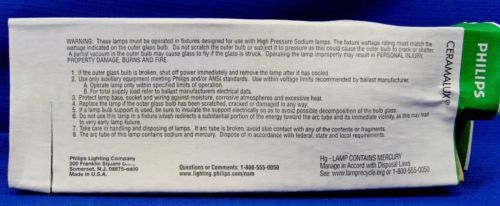 WARNING: These lamps must be operated in fixtures designed for use with High Pressure Sodium lamps. The fixture wattage rating must match the
wattage indicated on the outer glass bulb. Do not scratch the outer bulb or subject it to pressure as this could cause the outer bulb to crack or shatter.
A partial vacuum in the outer bulb may cause glass to fly if the glass is struck. Operating the lamp improperly may result in PERSONAL INJURY,
PROPERTY DAMAGE, BURNS AND FIRE.
1. If the outer glass bulb is broken, shut off power immediately and remove the lamp after it has cooled.
2. Use only auxiliary equipment meeting Philips and/or ANSI standards. Use within voltage limits recommended by ballast manufacturer.
A. Operate lamp only within specified limits of operation.
B. For total supply load refer to ballast manufacturers electrical data.
3. Protect lamp base, socket and wiring against moisture, corrosive atmospheres and excessive heat.
4. Replace the lamp if the outer glass bulb has been scratched, cracked or damaged in any way.
5. If a lamp bulb support is used, be sure to insulate the support electrically so as to avoid possible decomposition of the bulb glass.
6. Do not use this lamp in a fixture which redirects a substantial portion of the energy toward the arc tube and its immediate vicinity, as this may lead
to very early lamp failure.
7. Take care in handling and disposing of lamps. If arc tube is broken, avoid skin contact with any of the contents or fragments.
8. The arc tube of this lamp contains sodium and mercury. Dispose of in accordance with federal, state and local requirements.
Philips Lighting Company
200 Franklin Square
Somerset, N.J. 08875-6800
Made in U.S.A.
Questions or Comments: 1-800-555-0050
www.lighting.philips.com/nam
Hg - LAMP CONTAINS MERCURY
Manage in Accord with Disposal Laws
See: www.lamprecycle.org or 1-800-555-0050
CERAMALUX®
PHILIPS